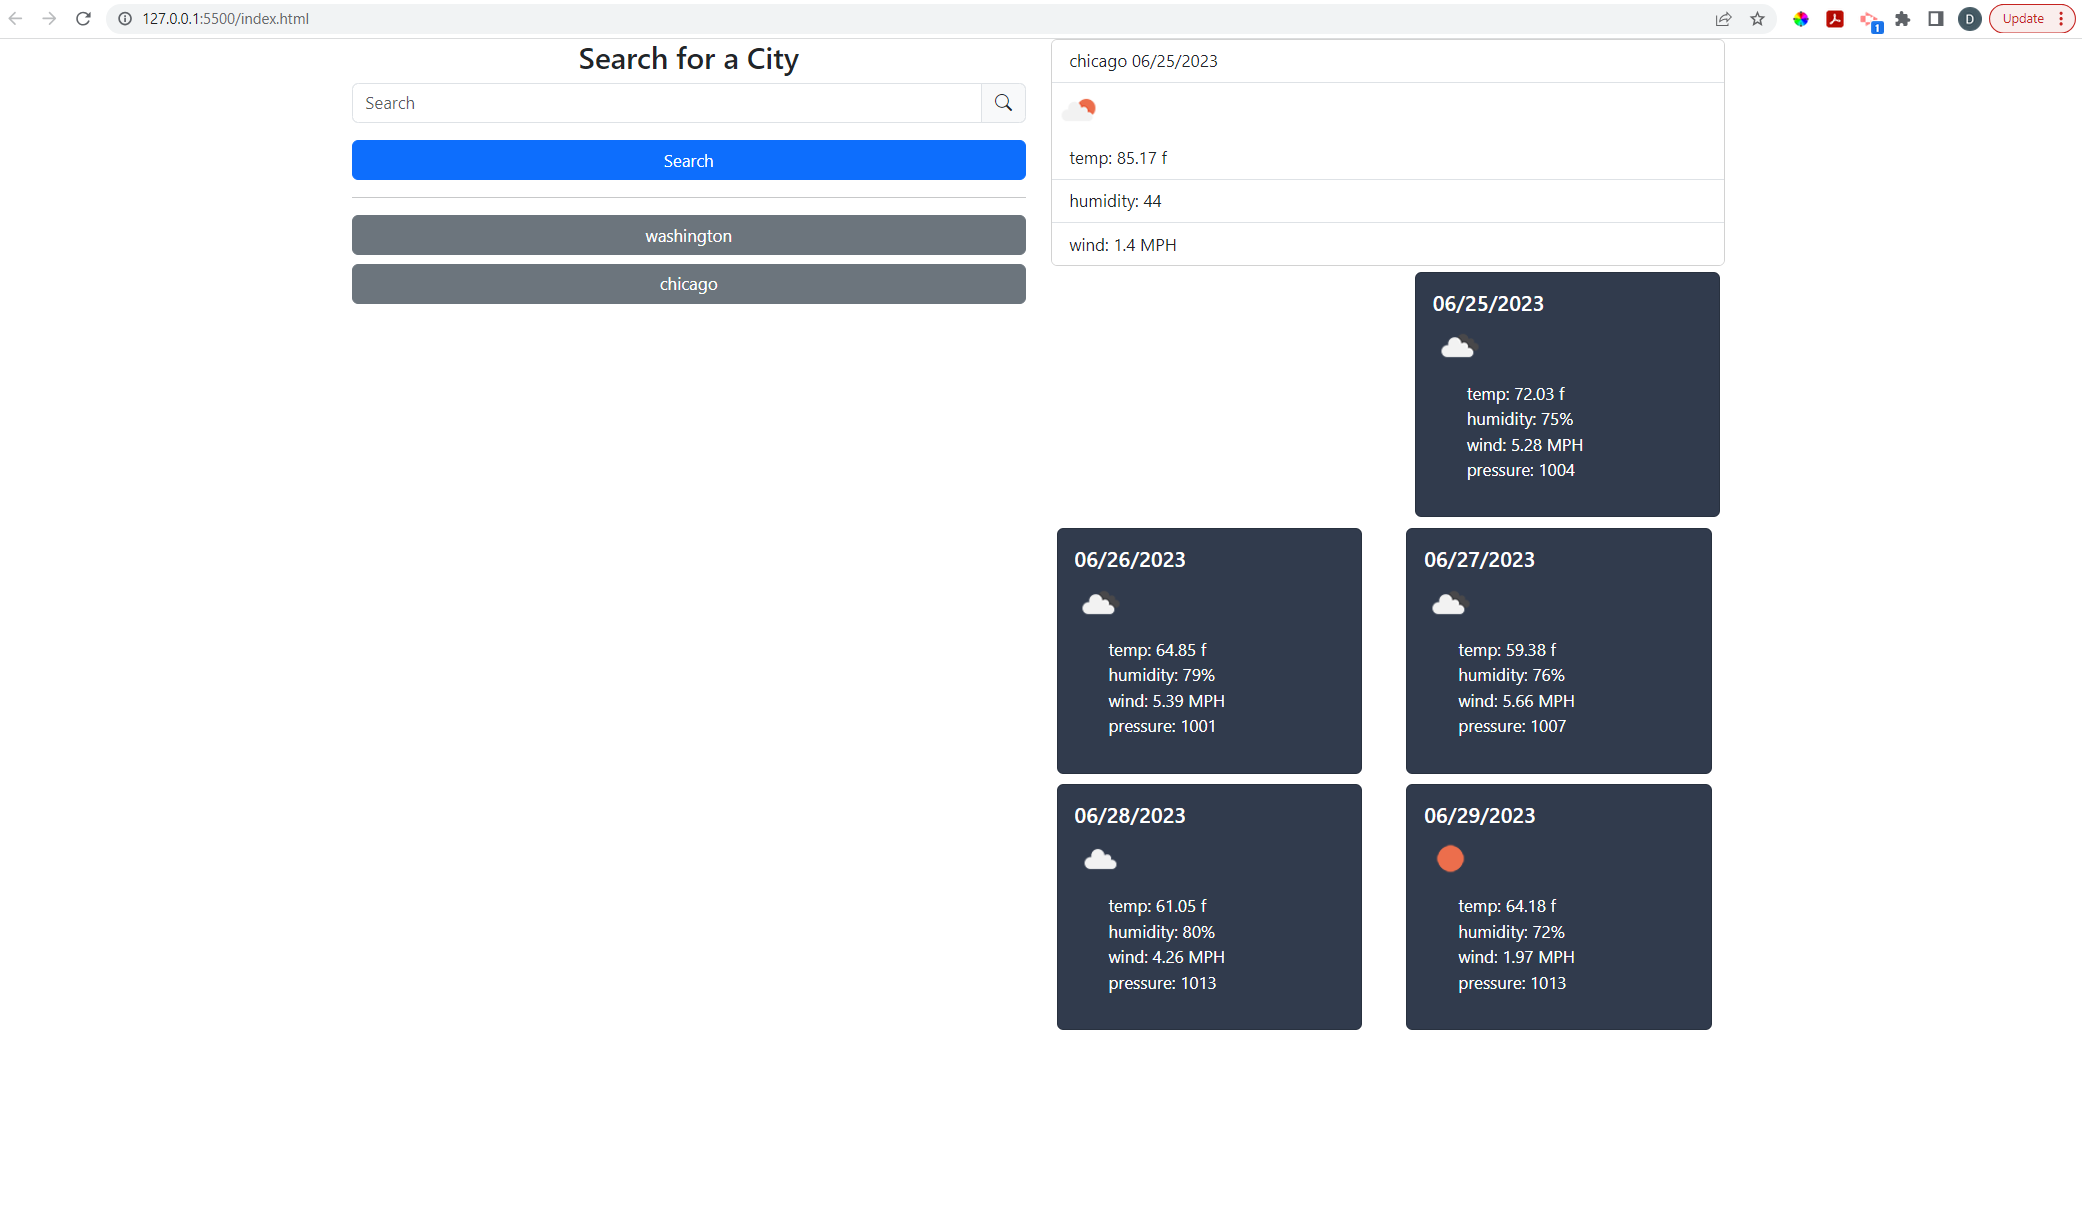 127.0.0.1:5500/index.html
1
D
Update
Search for a City
Search
Search
washington
chicago
chicago 06/25/2023
temp: 85.17 f
humidity: 44
wind: 1.4 MPH
06/25/2023
temp: 72.03 f
humidity: 75%
wind: 5.28 MPH
pressure: 1004
06/26/2023
temp: 64.85 f
humidity: 79%
wind: 5.39 MPH
pressure: 1001
06/27/2023
temp: 59.38 f
humidity: 76%
wind: 5.66 MPH
pressure: 1007
06/28/2023
temp: 61.05 f
humidity: 80%
wind: 4.26 MPH
pressure: 1013
06/29/2023
temp: 64.18 f
humidity: 72%
wind: 1.97 MPH
pressure: 1013